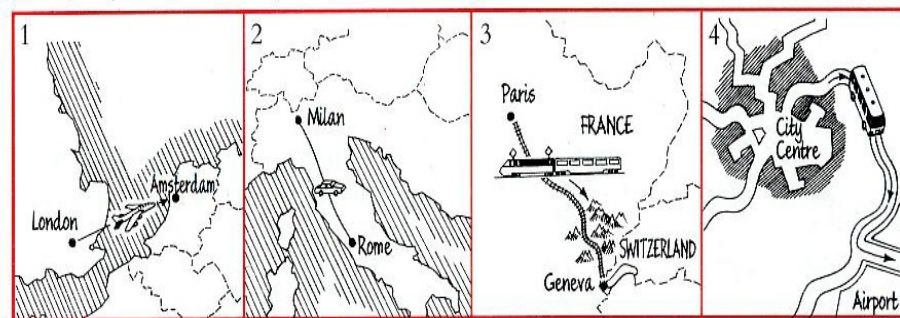 1
Amsterdam
London
2
Milan
Rome
3
Paris
FRANCE
SWITZERLAND
Geneva
4
City
Centre
Airport